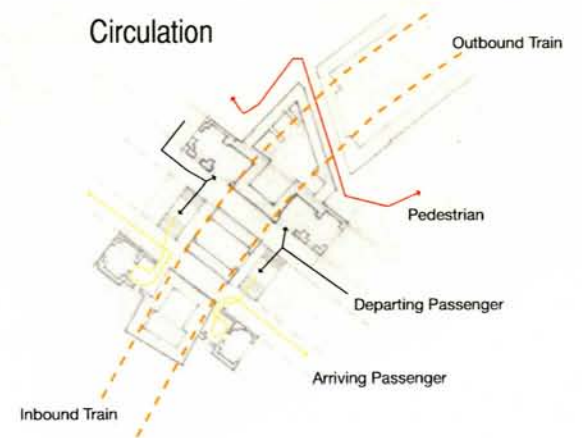 Circulation
Outbound Train
Pedestrian
Departing Passenger
Arriving Passenger
Inbound Train